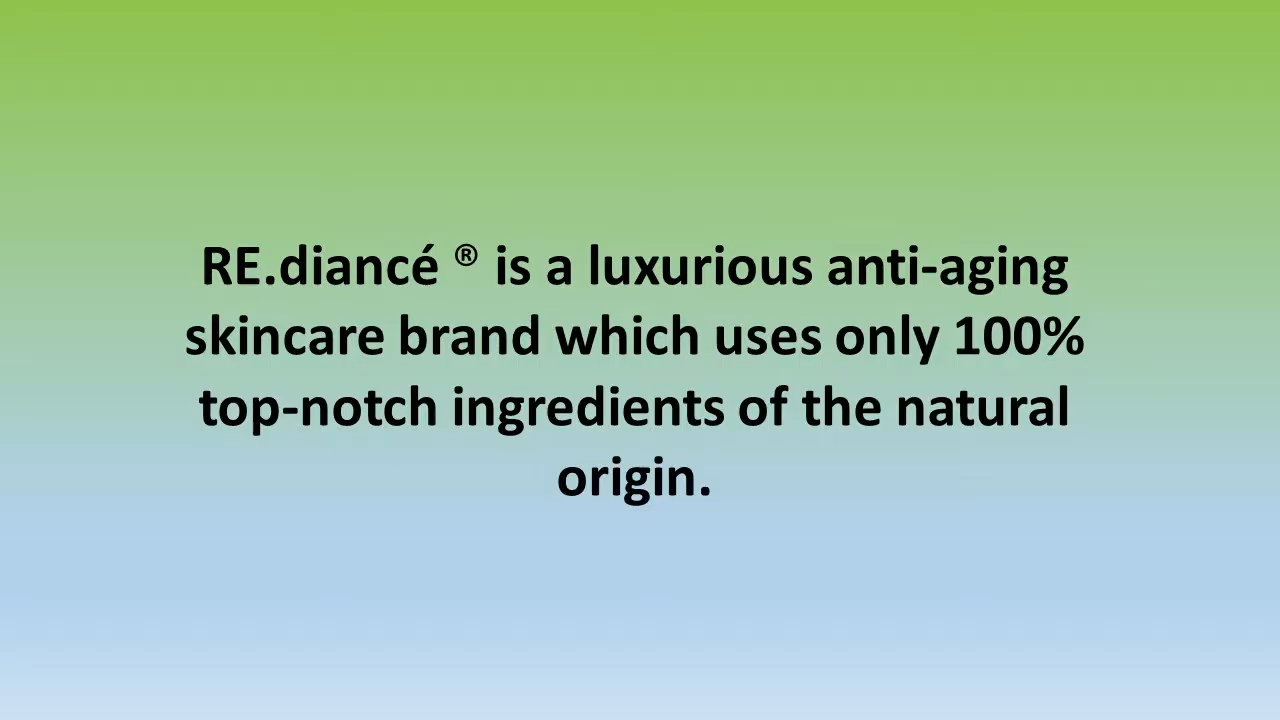 RE.diancé ® is a luxurious anti-aging
skincare brand which uses only 100%
top-notch ingredients of the natural
origin.